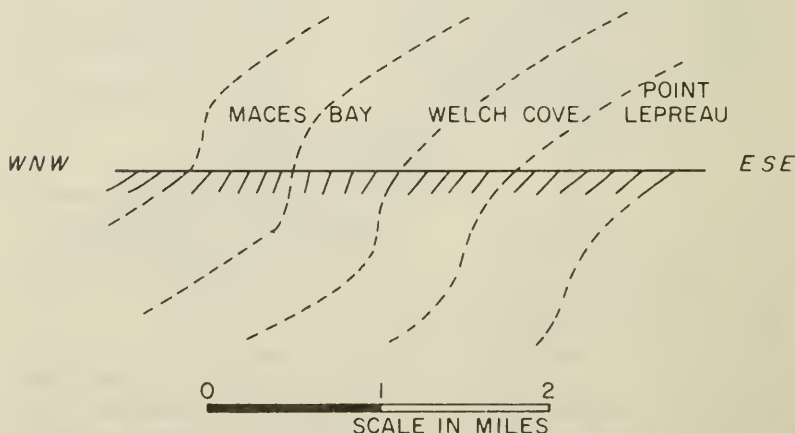 MACES BAY
WELCH COVE
POINT
LEPREAU
WNW
ESE
0 1 2
SCALE IN MILES